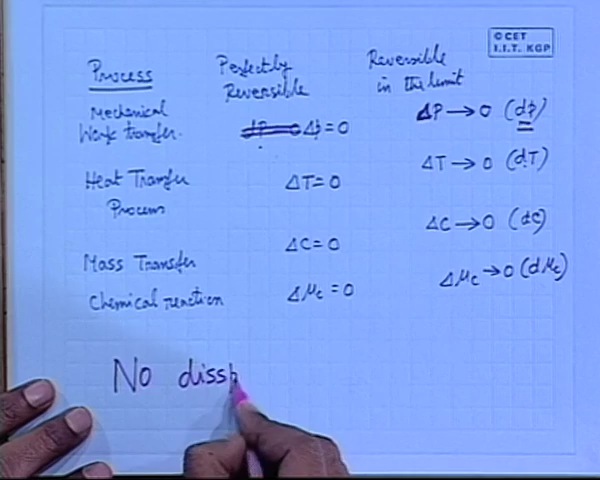 © CET
I.I.T. KGP
Process
Perfectly Reversible
Reversible in the limit
Mechanical Work transfer.
Δp = 0
ΔP → 0 (dp)
Heat Transfer Process
ΔT = 0
ΔT → 0 (dT)
Mass Transfer
ΔC = 0
ΔC → 0 (dC)
Chemical reaction
Δμc = 0
Δμc → 0 (dμc)
No dissi